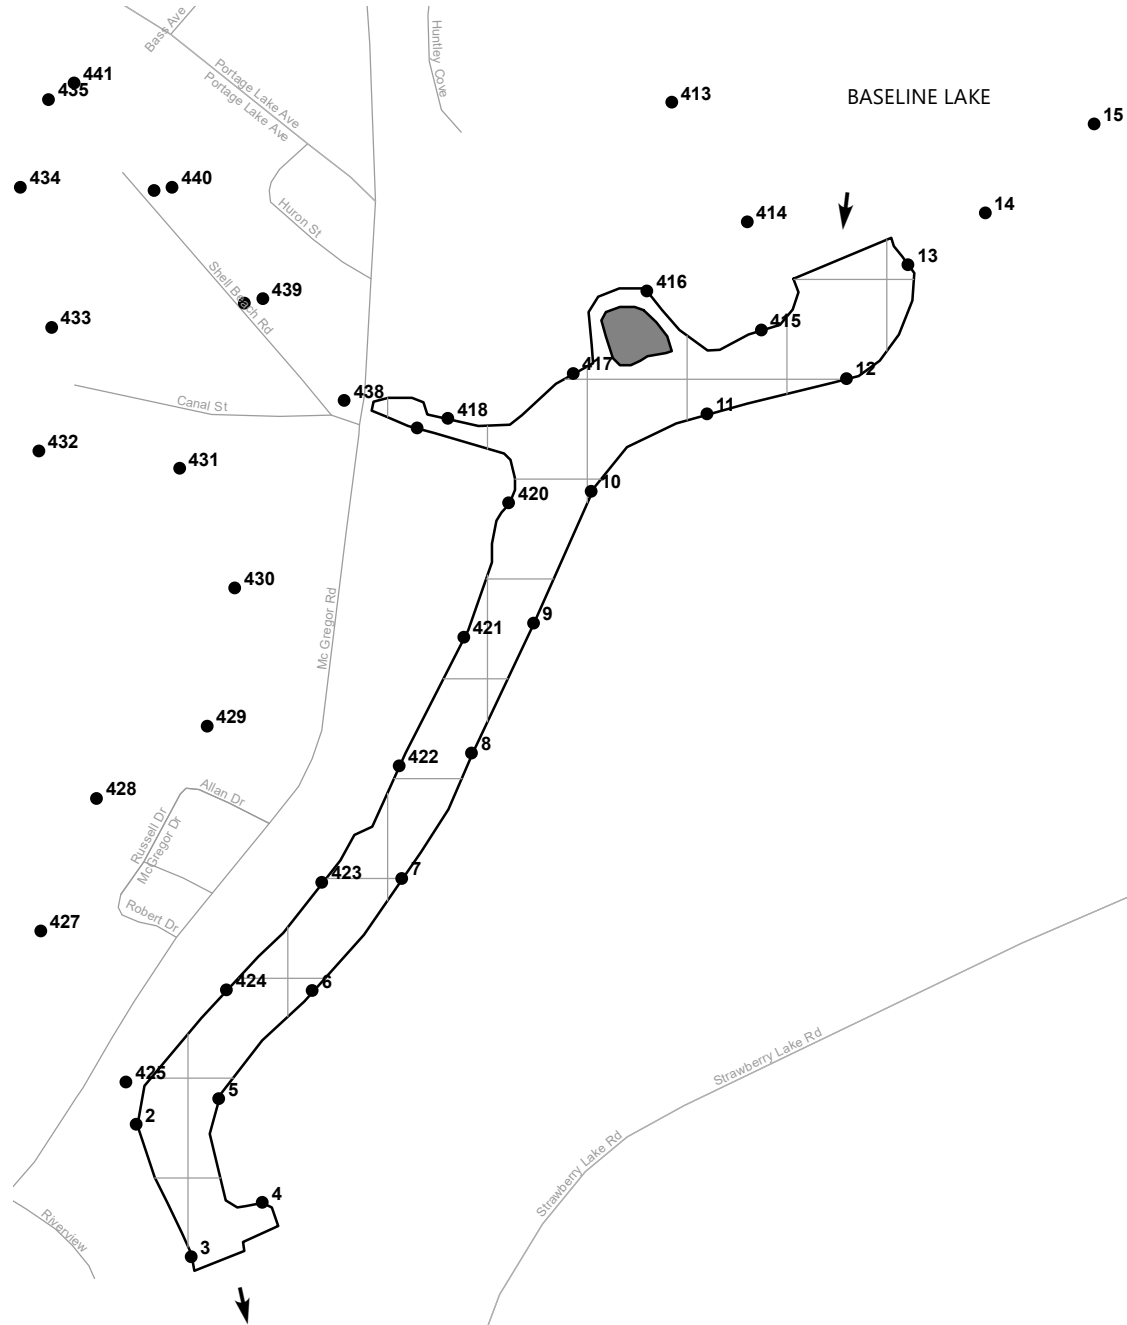 Bass Ave
Huntley Cove
441
435
Portage Lake Ave
Portage Lake Ave
413
BASELINE LAKE
15
434
440
414
14
Huron St
13
Shell Beach Rd
439
416
433
415
417
12
438
Canal St
418
11
432
431
10
420
430
Mc Gregor Rd
9
421
429
8
422
428
Allan Dr
Russell Dr
McGregor Dr
423
7
Robert Dr
427
424
6
Strawberry Lake Rd
425
5
2
Strawberry Lake Rd
4
Riverview
3